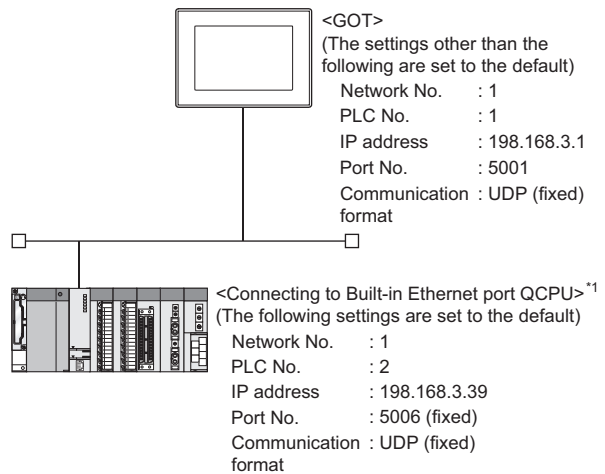 <GOT>
(The settings other than the
following are set to the default)
Network No. : 1
PLC No. : 1
IP address : 198.168.3.1
Port No. : 5001
Communication : UDP (fixed)
format
<Connecting to Built-in Ethernet port QCPU>*1
(The following settings are set to the default)
Network No. : 1
PLC No. : 2
IP address : 198.168.3.39
Port No. : 5006 (fixed)
Communication : UDP (fixed)
format